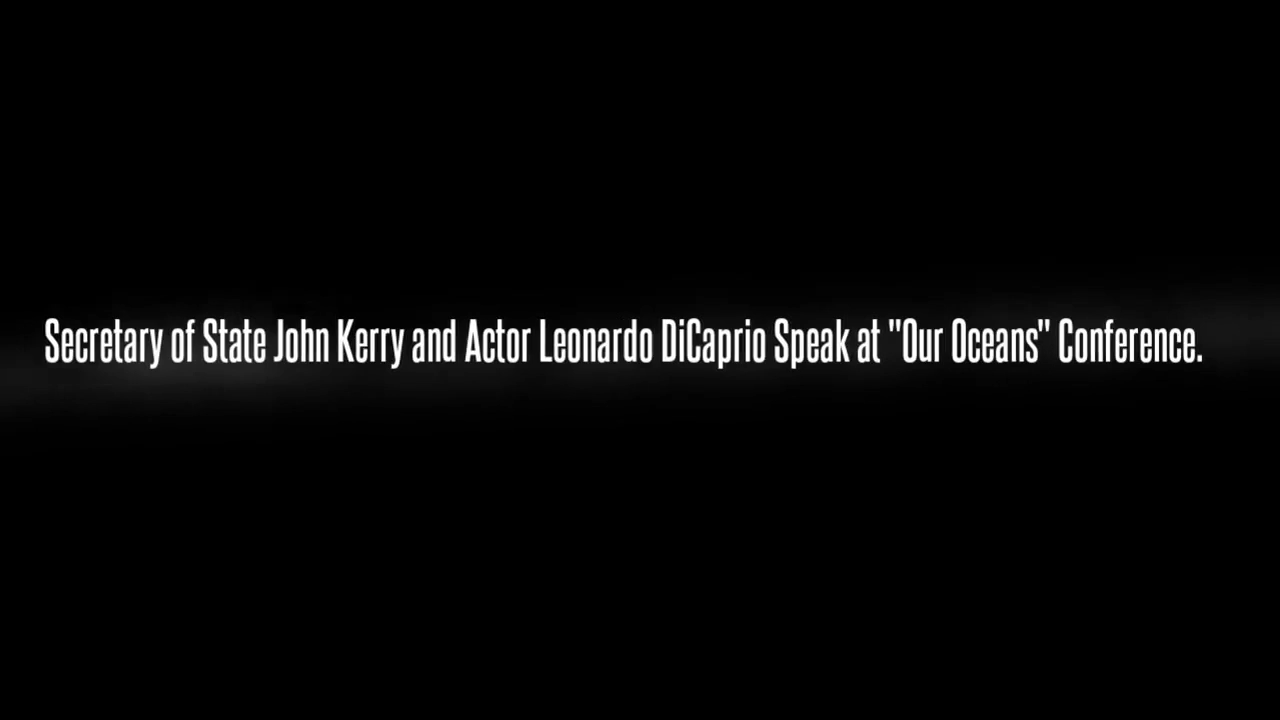 Secretary of State John Kerry and Actor Leonardo DiCaprio Speak at "Our Oceans" Conference.